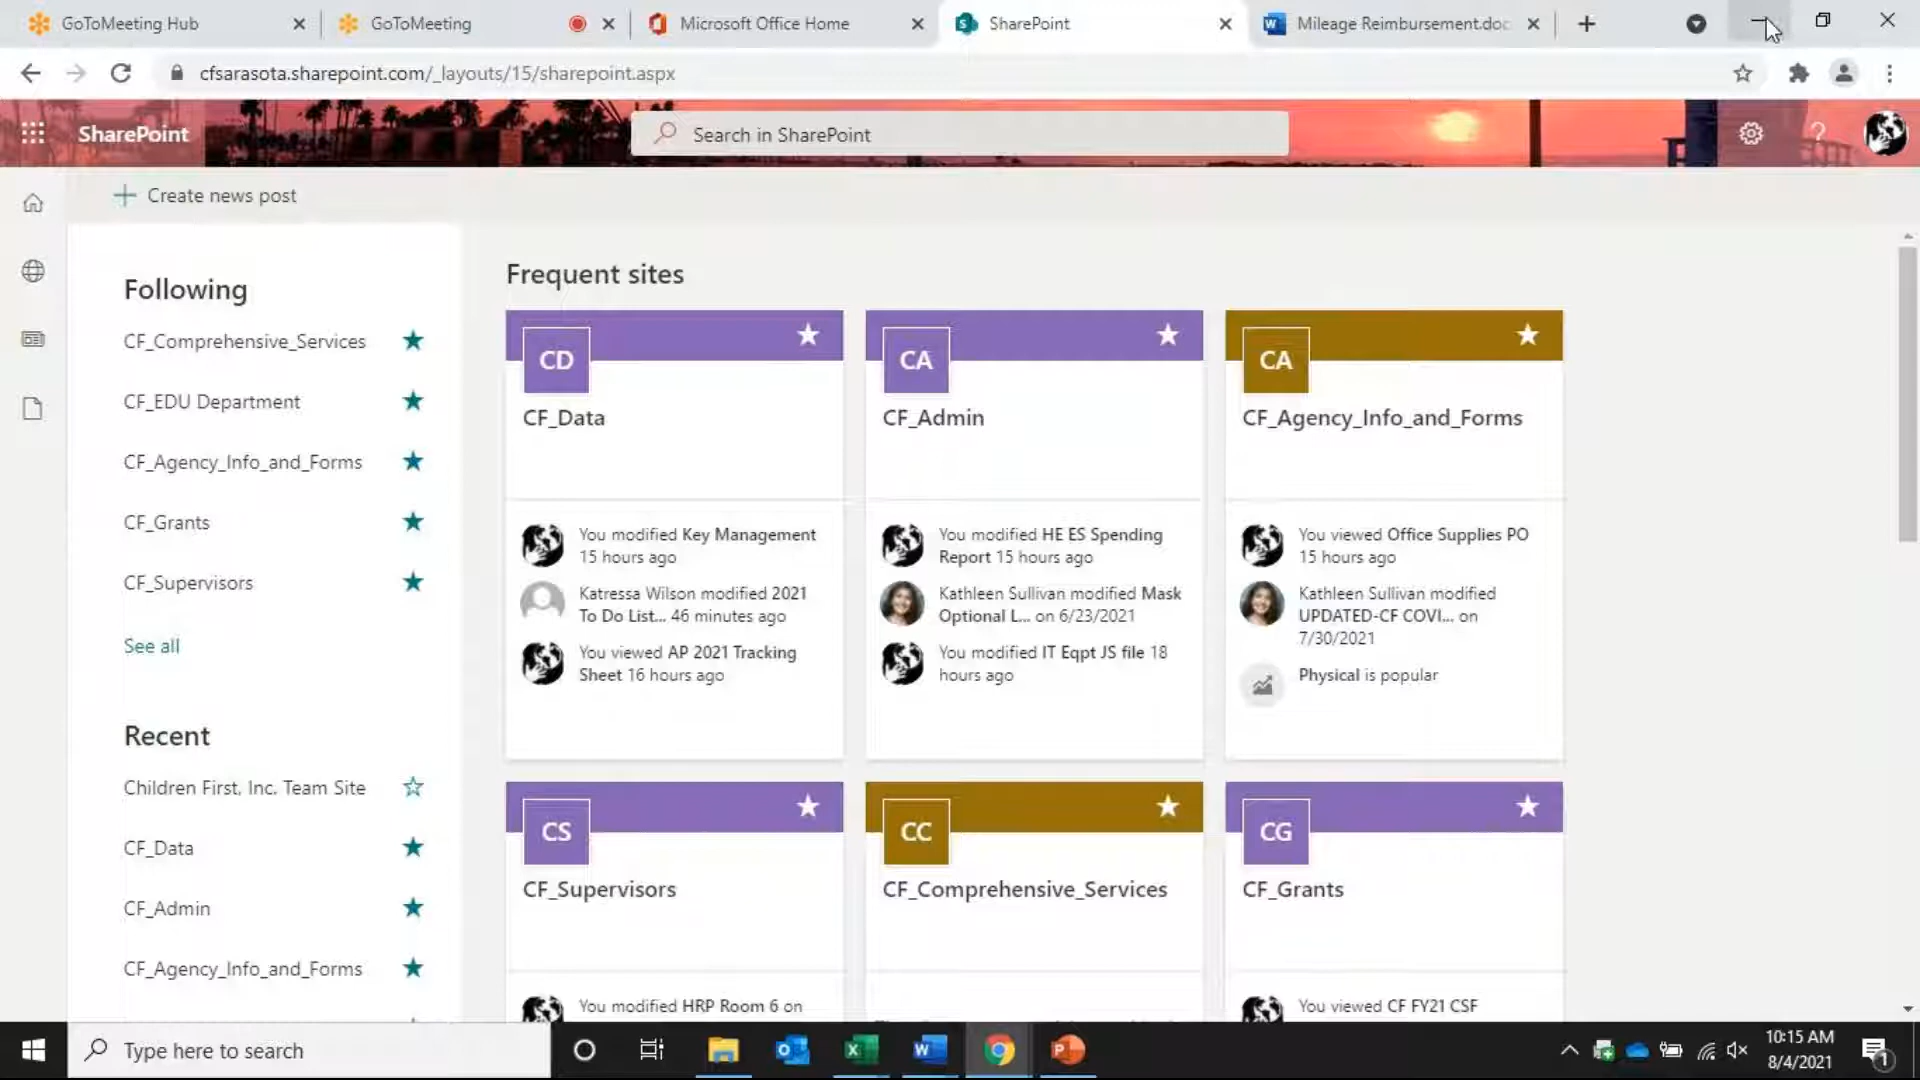 GoToMeeting Hub
GoToMeeting
Microsoft Office Home
SharePoint
Mileage Reimbursement.doc
cfsarasota.sharepoint.com/_layouts/15/sharepoint.aspx
SharePoint
Search in SharePoint
Create news post
Following
CF_Comprehensive_Services
CF_EDU Department
CF_Agency_Info_and_Forms
CF_Grants
CF_Supervisors
See all
Recent
Children First, Inc. Team Site
CF_Data
CF_Admin
CF_Agency_Info_and_Forms
Frequent sites
CD
CF_Data
You modified Key Management
15 hours ago
Katressa Wilson modified 2021
To Do List... 46 minutes ago
You viewed AP 2021 Tracking
Sheet 16 hours ago
CA
CF_Admin
You modified HE ES Spending
Report 15 hours ago
Kathleen Sullivan modified Mask
Optional L... on 6/23/2021
You modified IT Eqpt JS file 18
hours ago
CA
CF_Agency_Info_and_Forms
You viewed Office Supplies PO
15 hours ago
Kathleen Sullivan modified
UPDATED-CF COVI... on
7/30/2021
Physical is popular
CS
CF_Supervisors
You modified HRP Room 6 on
CC
CF_Comprehensive_Services
CG
CF_Grants
You viewed CF FY21 CSF
Type here to search
10:15 AM
8/4/2021
1